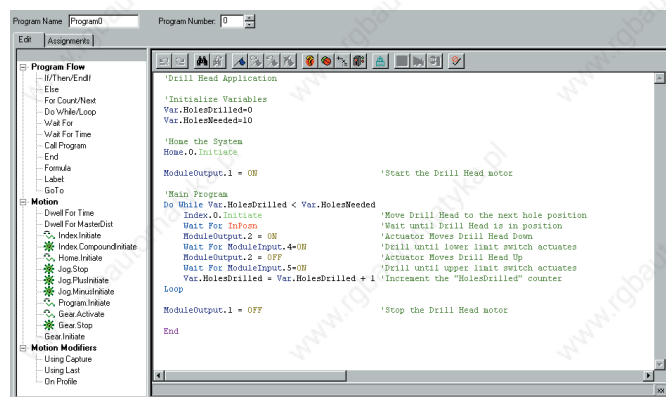 Program Name Program0 Program Number: 0
Edit Assignments
Program Flow
If/Then/Endif
Else
For Count/Next
Do While/Loop
Wait For
Wait For Time
Call Program
End
Formula
Label
GoTo
Motion
Dwell For Time
Dwell For MasterDist
Index.Initiate
Index.CompoundInitiate
Home.Initiate
Jog.Stop
Jog.PlusInitiate
Jog.MinusInitiate
Program.Initiate
Gear.Activate
Gear.Stop
Gear.Initiate
Motion Modifiers
Using Capture
Using Last
On Profile
'Drill Head Application
'Initialize Variables
Var.HolesDrilled=0
Var.HolesNeeded=10
'Home the System
Home.0.Initiate
ModuleOutput.1 = ON 'Start the Drill Head motor
'Main Program
Do While Var.HolesDrilled < Var.HolesNeeded
Index.0.Initiate 'Move Drill Head to the next hole position
Wait For InPosn 'Wait until Drill Head is in position
ModuleOutput.2 = ON 'Actuator Moves Drill Head Down
Wait For ModuleInput.4=ON 'Drill until lower limit switch actuates
ModuleOutput.2 = OFF 'Actuator Moves Drill Head Up
Wait For ModuleInput.5=ON 'Drill until upper limit switch actuates
Var.HolesDrilled = Var.HolesDrilled + 1 'Increment the "HolesDrilled" counter
Loop
ModuleOutput.1 = OFF 'Stop the Drill Head motor
End